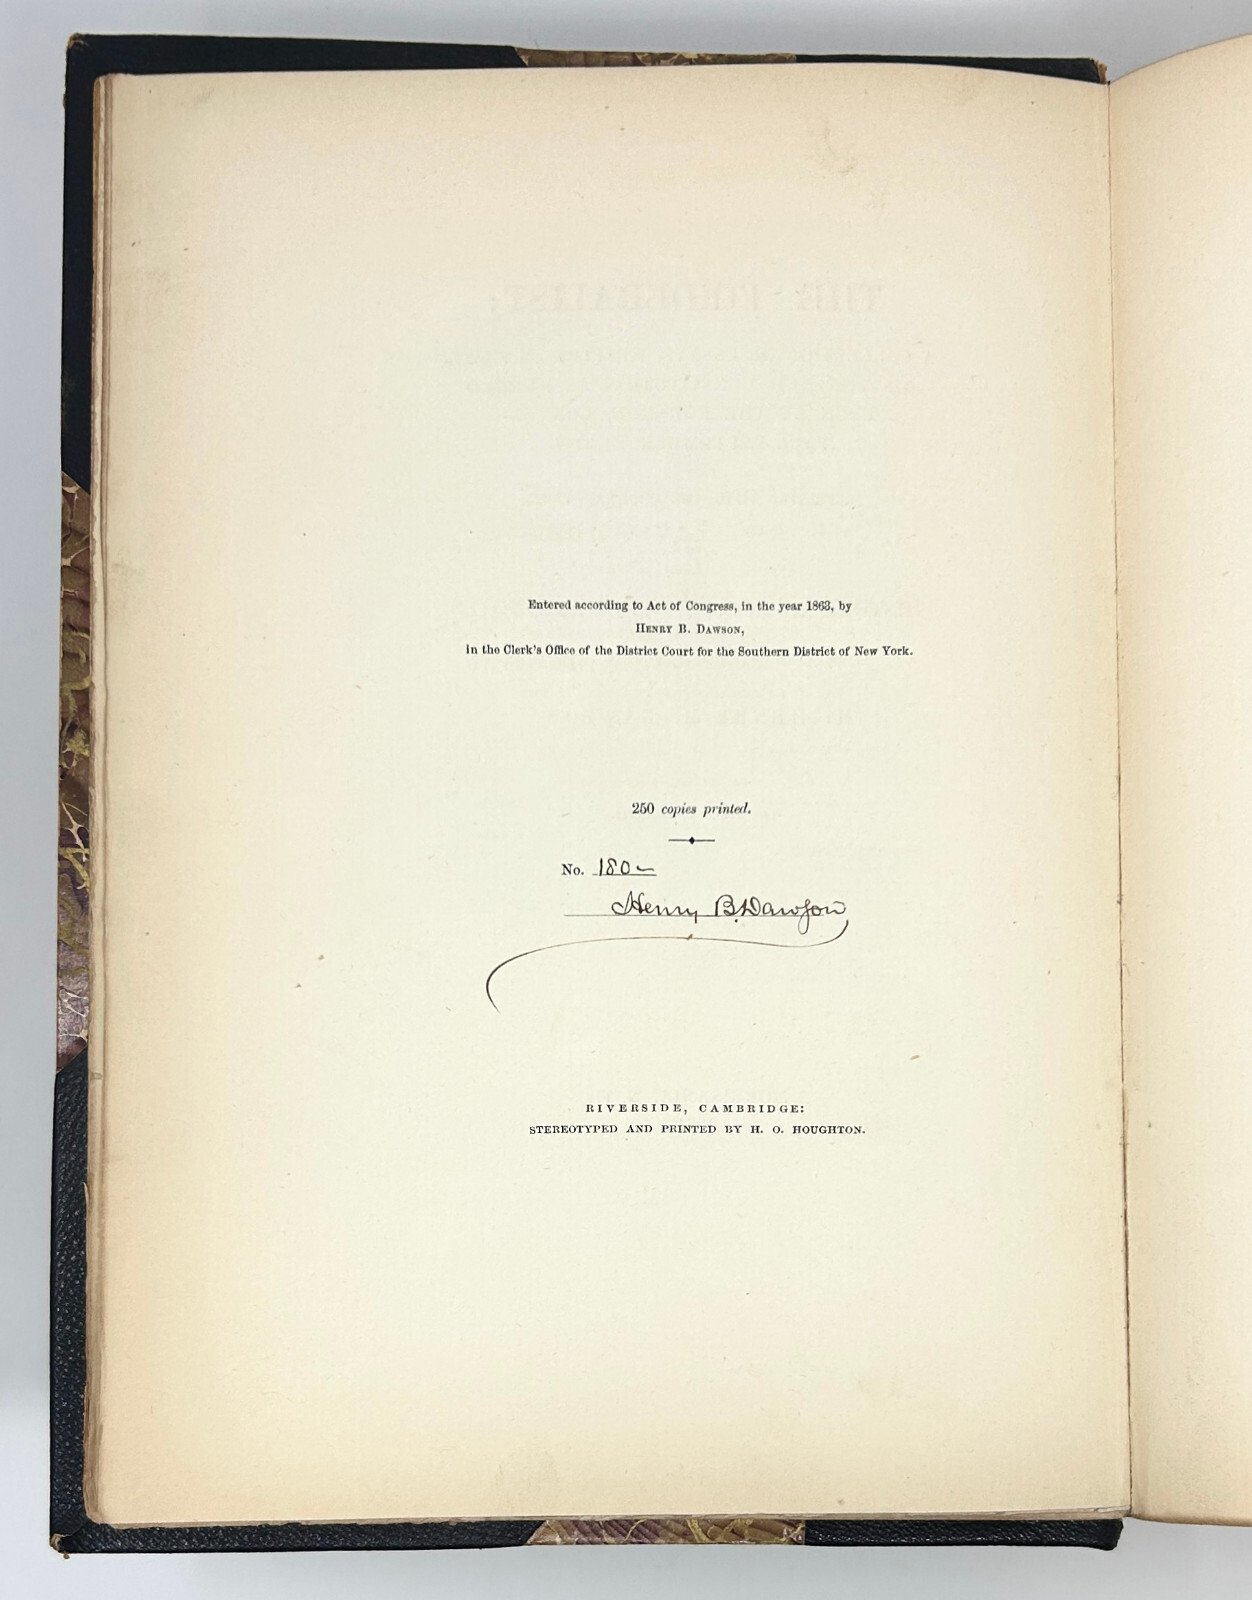 THE FŒDERALIST:
Entered according to Act of Congress, in the year 1863, by
HENRY B. DAWSON,
in the Clerk's Office of the District Court for the Southern District of New York.
250 copies printed.
No. 180
Henry B. Dawson
RIVERSIDE, CAMBRIDGE:
STEREOTYPED AND PRINTED BY H. O. HOUGHTON.